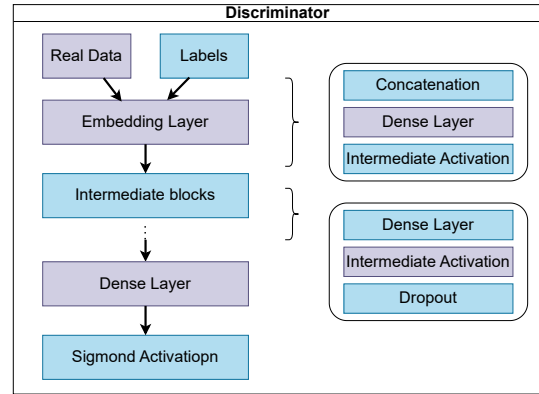 Discriminator
Real Data
Labels
Embedding Layer
Intermediate blocks
Dense Layer
Sigmond Activatiopn
Concatenation
Dense Layer
Intermediate Activation
Dense Layer
Intermediate Activation
Dropout